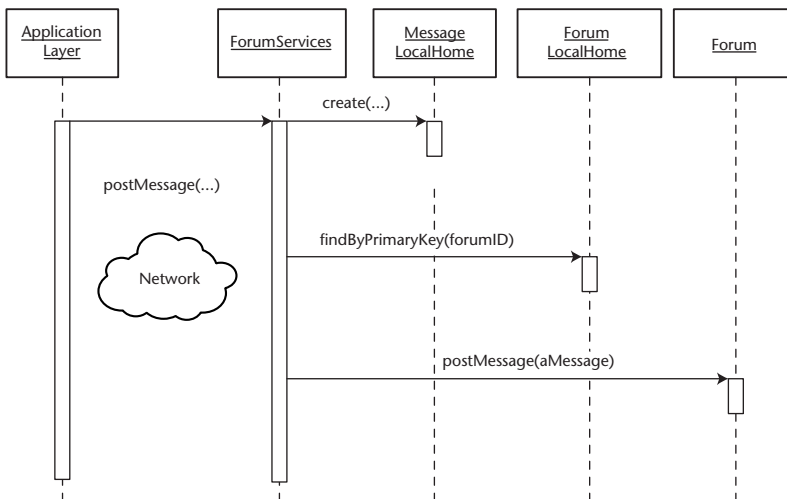 Application
Layer
ForumServices
Message
LocalHome
Forum
LocalHome
Forum
create(...)
postMessage(...)
findByPrimaryKey(forumID)
Network
postMessage(aMessage)